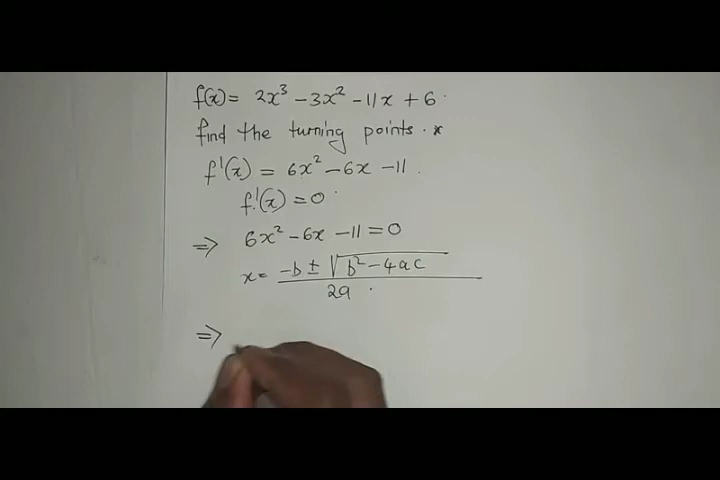 f(x) = 2x³ - 3x² - 11x + 6.
find the turning points.
f'(x) = 6x² - 6x - 11.
f'(x) = 0.
⇒ 6x² - 6x - 11 = 0
x = (-b ± √(b² - 4ac))/2a.
⇒